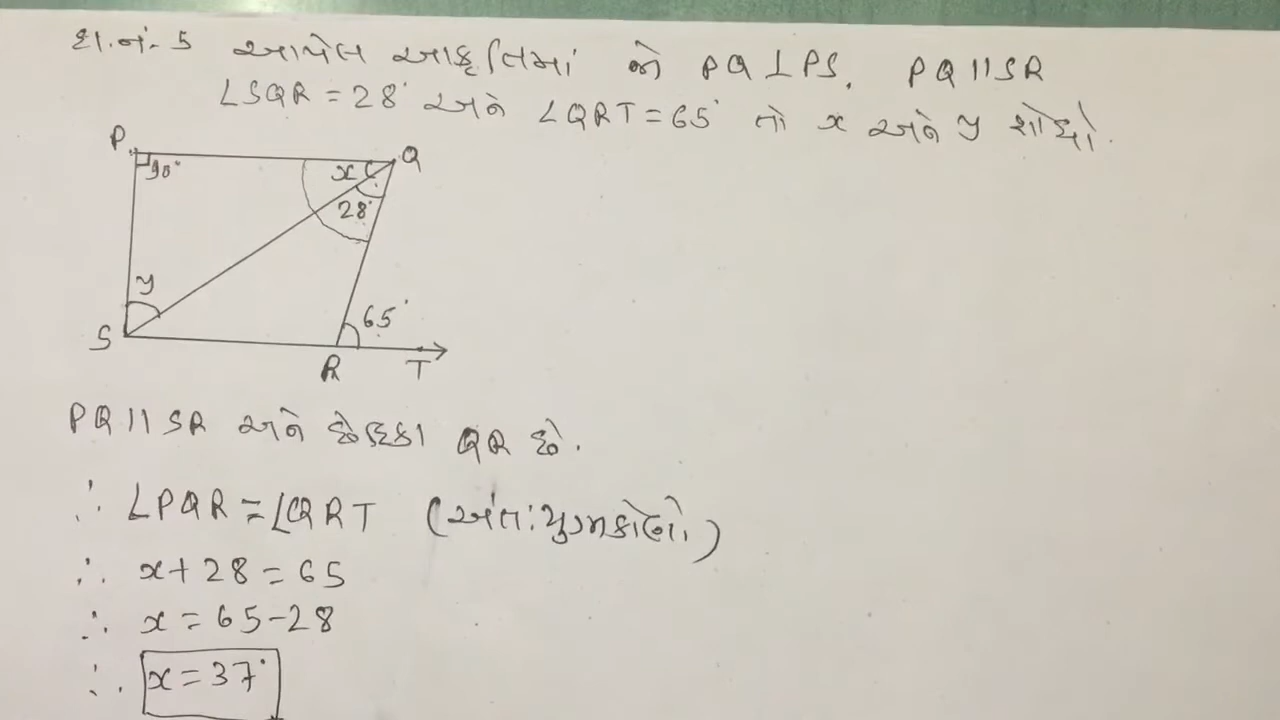 દા.નં.- 5 આપેલ આકૃતિમાં જો PQ⊥PS, PQ||SR
∠SQR = 28° અને ∠QRT = 65° તો x અને y શોધો.
P Q
90° x
28°
y
65°
S
R T
PQ||SR અને છેદિકા QR છે.
∴ ∠PQR = ∠QRT (અંતઃયુગ્મકોણો)
∴ x + 28 = 65
∴ x = 65 - 28
∴ x = 37°